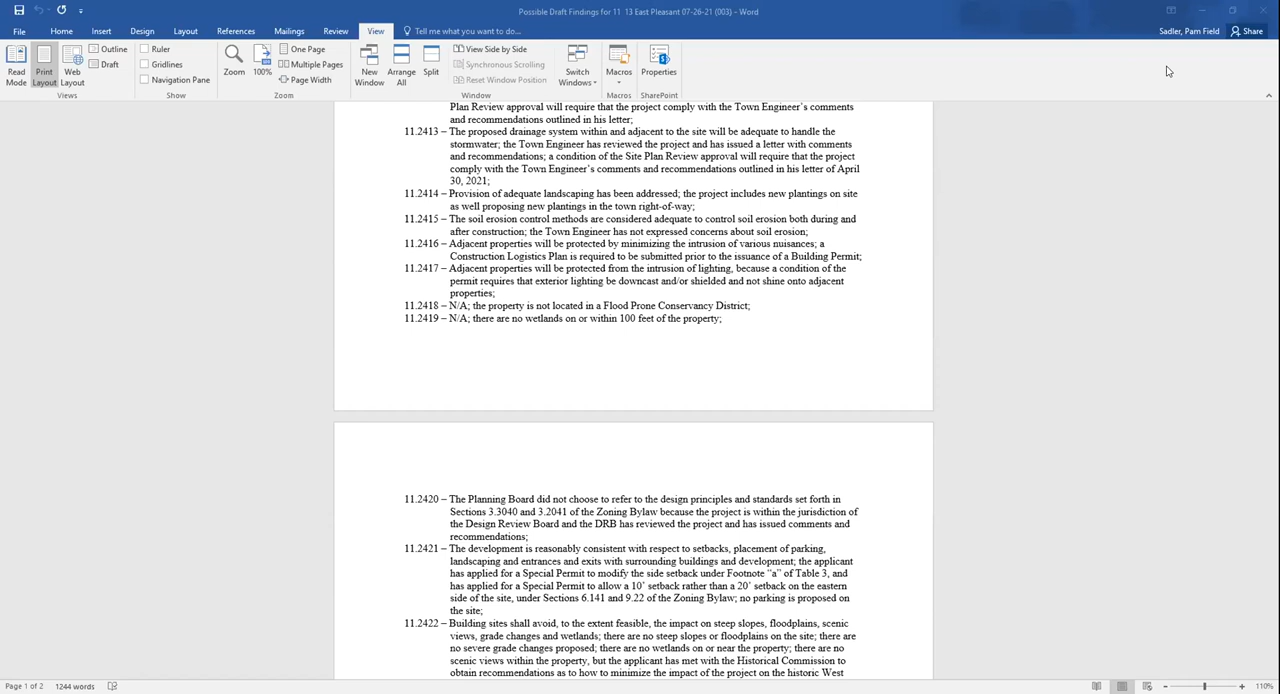 Possible Draft Findings for 11 13 East Pleasant 07-26-21 (003) – Word
File Home Insert Design Layout References Mailings Review View Tell me what you want to do... Sadler, Pam Field Share
Read Mode
Print Layout
Web Layout
Outline
Draft
Views
Ruler
Gridlines
Navigation Pane
Show
Zoom
100%
One Page
Multiple Pages
Page Width
Zoom
New Window
Arrange All
Split
View Side by Side
Synchronous Scrolling
Reset Window Position
Window
Switch Windows
Macros
Macros
Properties
SharePoint
Plan Review approval will require that the project comply with the Town Engineer's comments
and recommendations outlined in his letter;
11.2413 – The proposed drainage system within and adjacent to the site will be adequate to handle the
stormwater; the Town Engineer has reviewed the project and has issued a letter with comments
and recommendations; a condition of the Site Plan Review approval will require that the project
comply with the Town Engineer's comments and recommendations outlined in his letter of April
30, 2021;
11.2414 – Provision of adequate landscaping has been addressed; the project includes new plantings on site
as well proposing new plantings in the town right-of-way;
11.2415 – The soil erosion control methods are considered adequate to control soil erosion both during and
after construction; the Town Engineer has not expressed concerns about soil erosion;
11.2416 – Adjacent properties will be protected by minimizing the intrusion of various nuisances; a
Construction Logistics Plan is required to be submitted prior to the issuance of a Building Permit;
11.2417 – Adjacent properties will be protected from the intrusion of lighting, because a condition of the
permit requires that exterior lighting be downcast and/or shielded and not shine onto adjacent
properties;
11.2418 – N/A; the property is not located in a Flood Prone Conservancy District;
11.2419 – N/A; there are no wetlands on or within 100 feet of the property;
11.2420 – The Planning Board did not choose to refer to the design principles and standards set forth in
Sections 3.3040 and 3.2041 of the Zoning Bylaw because the project is within the jurisdiction of
the Design Review Board and the DRB has reviewed the project and has issued comments and
recommendations;
11.2421 – The development is reasonably consistent with respect to setbacks, placement of parking,
landscaping and entrances and exits with surrounding buildings and development; the applicant
has applied for a Special Permit to modify the side setback under Footnote "a" of Table 3, and
has applied for a Special Permit to allow a 10' setback rather than a 20' setback on the eastern
side of the site, under Sections 6.141 and 9.22 of the Zoning Bylaw; no parking is proposed on
the site;
11.2422 – Building sites shall avoid, to the extent feasible, the impact on steep slopes, floodplains, scenic
views, grade changes and wetlands; there are no steep slopes or floodplains on the site; there are
no severe grade changes proposed; there are no wetlands on or near the property; there are no
scenic views within the property, but the applicant has met with the Historical Commission to
obtain recommendations as to how to minimize the impact of the project on the historic West
Page 1 of 2 1244 words 110%